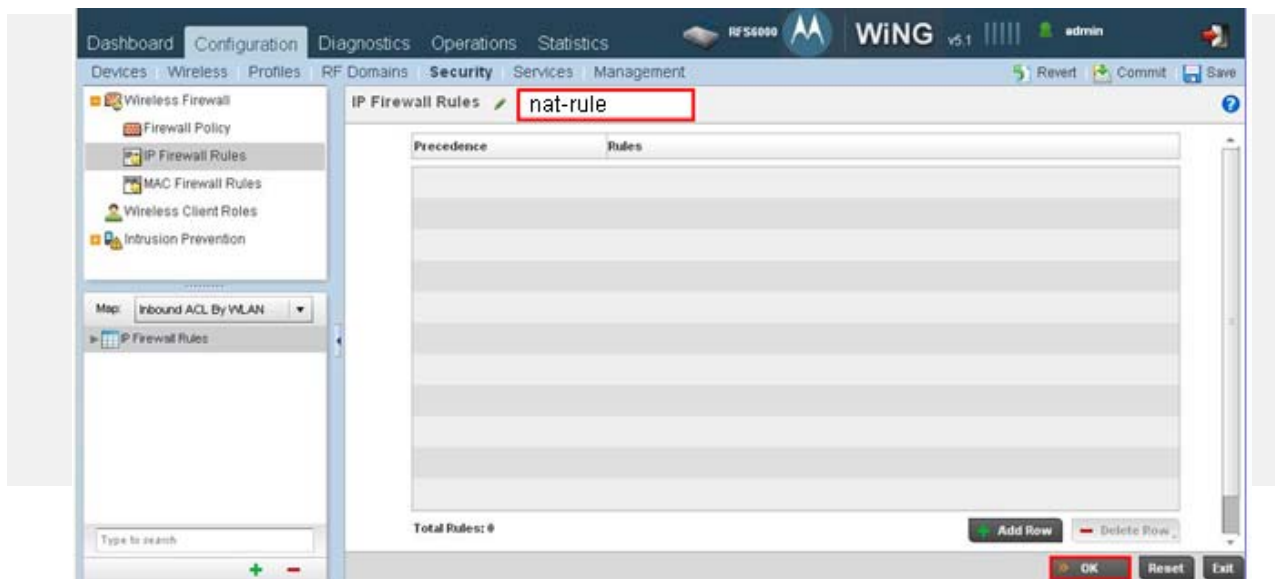 RFS6000 WiNG v5.1 admin
Dashboard Configuration Diagnostics Operations Statistics
Devices Wireless Profiles RF Domains Security Services Management Revert Commit Save
Wireless Firewall
Firewall Policy
IP Firewall Rules
MAC Firewall Rules
Wireless Client Roles
Intrusion Prevention
Map: Inbound ACL By WLAN
IP Firewall Rules
Type to search
IP Firewall Rules nat-rule
Precedence Rules
Total Rules: 0 Add Row Delete Row
OK Reset Exit